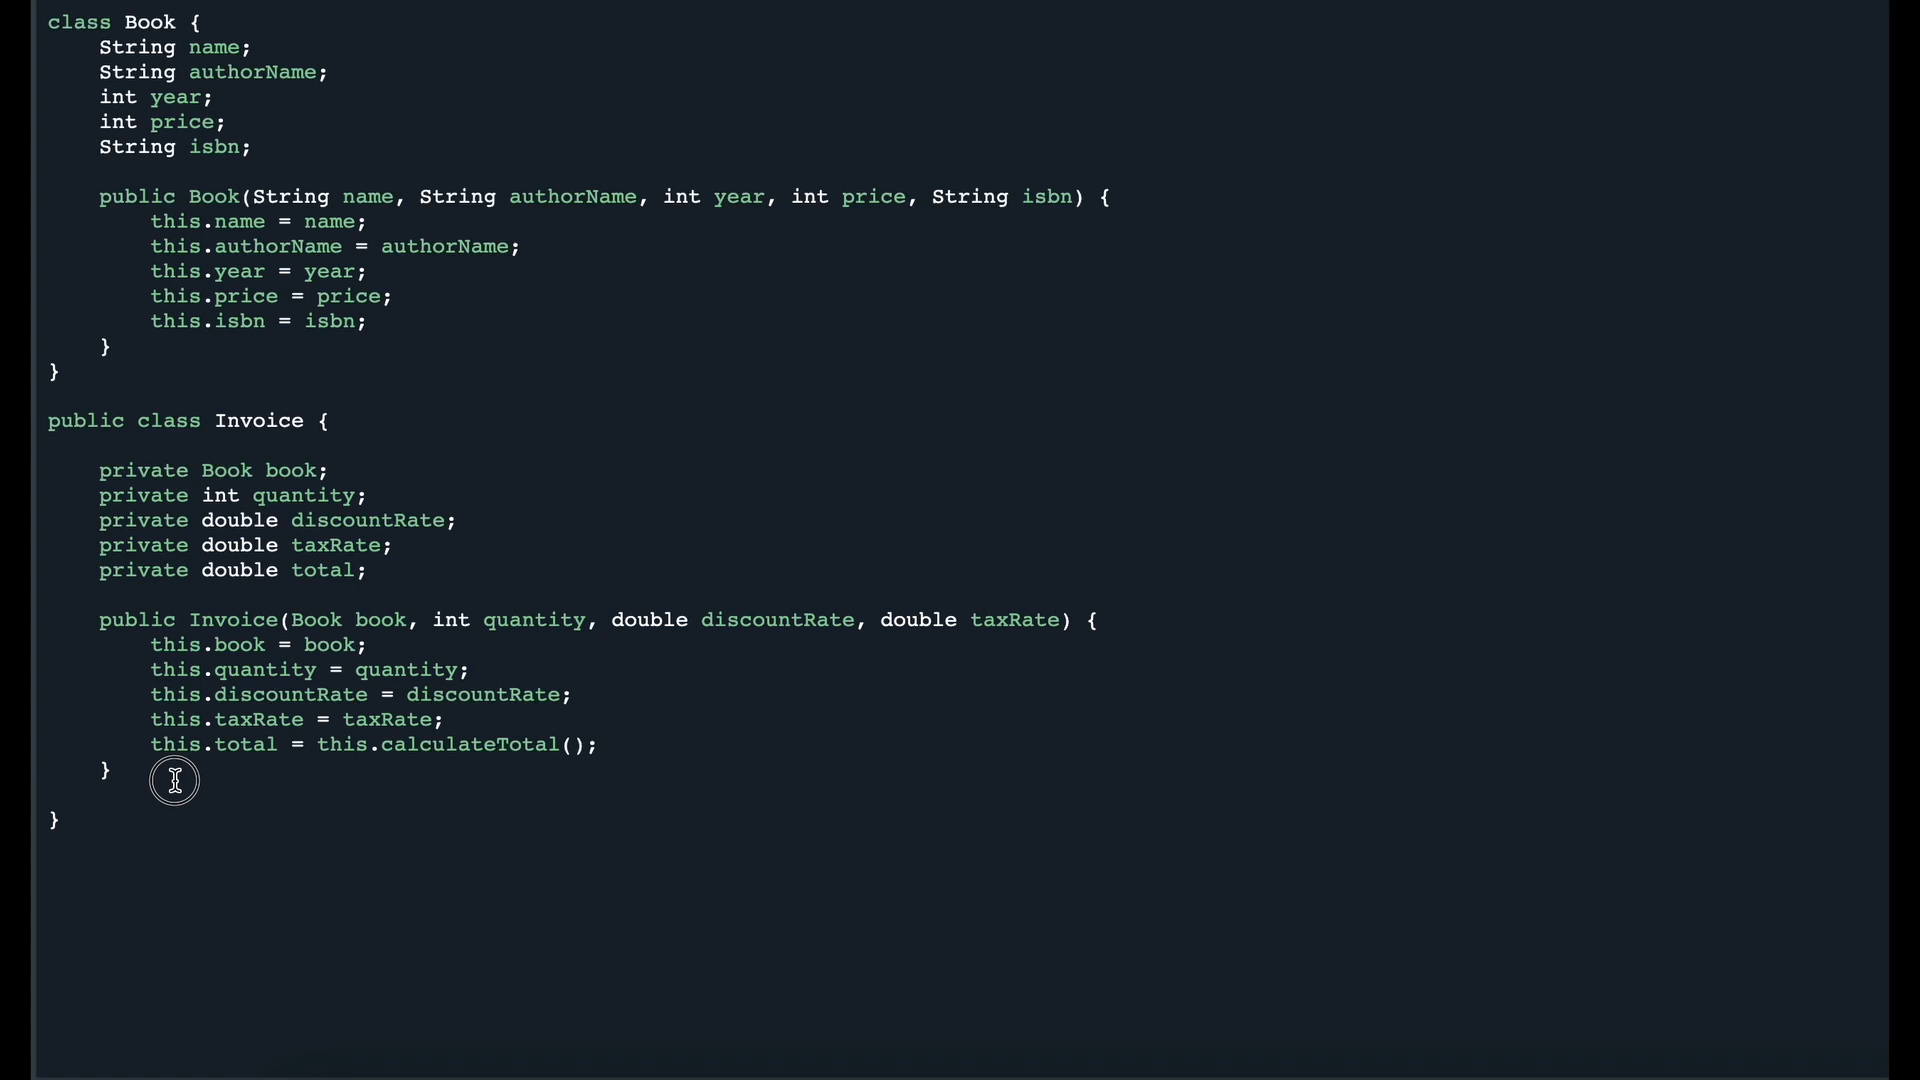 class Book {
    String name;
    String authorName;
    int year;
    int price;
    String isbn;

    public Book(String name, String authorName, int year, int price, String isbn) {
        this.name = name;
        this.authorName = authorName;
        this.year = year;
        this.price = price;
        this.isbn = isbn;
    }
}

public class Invoice {

    private Book book;
    private int quantity;
    private double discountRate;
    private double taxRate;
    private double total;

    public Invoice(Book book, int quantity, double discountRate, double taxRate) {
        this.book = book;
        this.quantity = quantity;
        this.discountRate = discountRate;
        this.taxRate = taxRate;
        this.total = this.calculateTotal();
    }

}